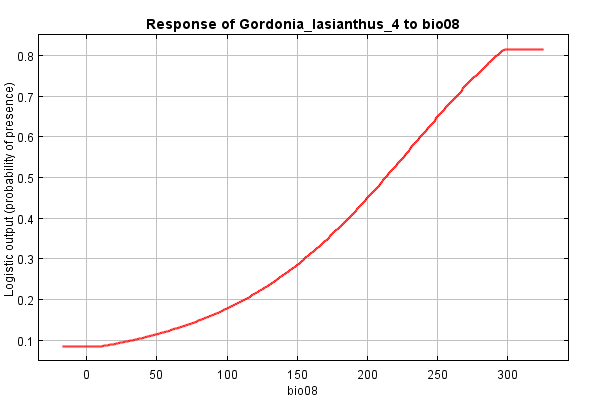 Response of Gordonia_lasianthus_4 to bio08
Logistic output (probability of presence)
0.8
0.7
0.6
0.5
0.4
0.3
0.2
0.1
0 50 100 150 200 250 300
bio08